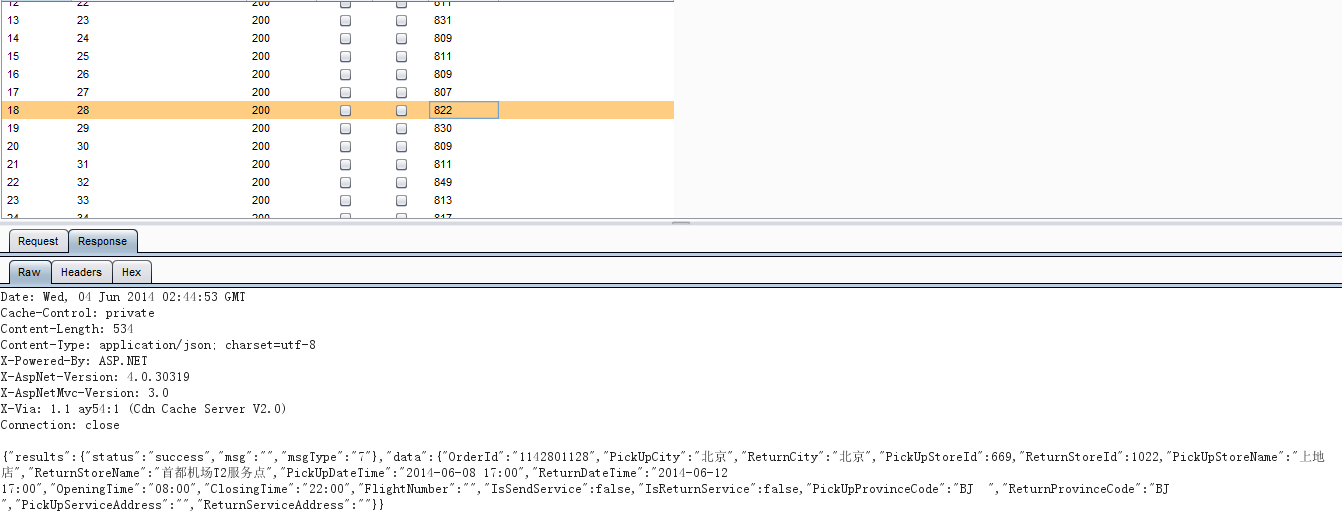 12 22 200 811
13 23 200 831
14 24 200 809
15 25 200 811
16 26 200 809
17 27 200 807
18 28 200 822
19 29 200 830
20 30 200 809
21 31 200 811
22 32 200 849
23 33 200 813
24 34 200 817
Request Response
Raw Headers Hex
Date: Wed, 04 Jun 2014 02:44:53 GMT
Cache-Control: private
Content-Length: 534
Content-Type: application/json; charset=utf-8
X-Powered-By: ASP.NET
X-AspNet-Version: 4.0.30319
X-AspNetMvc-Version: 3.0
X-Via: 1.1 ay54:1 (Cdn Cache Server V2.0)
Connection: close
{"results":{"status":"success","msg":"","msgType":"7"},"data":{"OrderId":"1142801128","PickUpCity":"北京","ReturnCity":"北京","PickUpStoreId":669,"ReturnStoreId":1022,"PickUpStoreName":"上地
店","ReturnStoreName":"首都机场T2服务点","PickUpDateTime":"2014-06-08 17:00","ReturnDateTime":"2014-06-12
17:00","OpeningTime":"08:00","ClosingTime":"22:00","FlightNumber":"","IsSendService":false,"IsReturnService":false,"PickUpProvinceCode":"BJ  ","ReturnProvinceCode":"BJ
","PickUpServiceAddress":"","ReturnServiceAddress":""}}